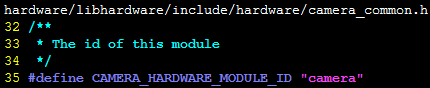 hardware/libhardware/include/hardware/camera_common.h
32 /**
33  * The id of this module
34  */
35 #define CAMERA_HARDWARE_MODULE_ID "camera"